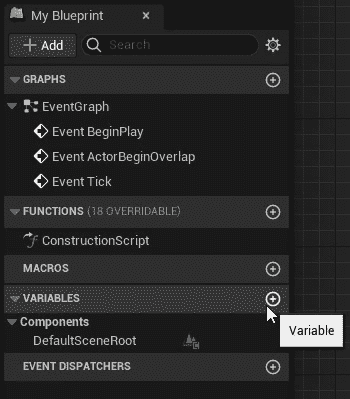 My Blueprint
Add
Search
GRAPHS
EventGraph
Event BeginPlay
Event ActorBeginOverlap
Event Tick
FUNCTIONS (18 OVERRIDABLE)
ConstructionScript
MACROS
VARIABLES
Components
Variable
DefaultSceneRoot
EVENT DISPATCHERS